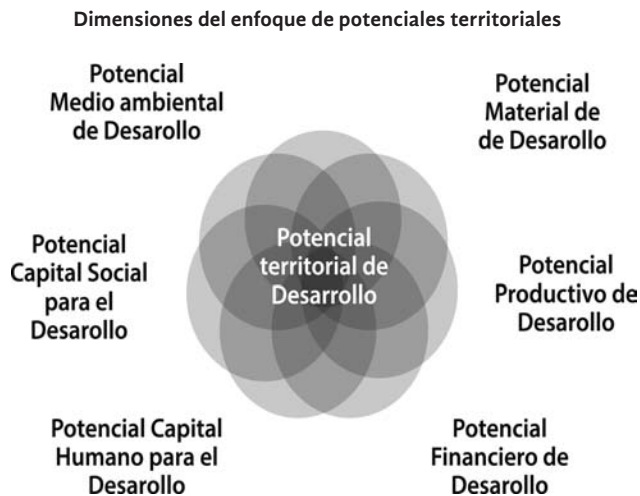 Dimensiones del enfoque de potenciales territoriales
Potencial
Medio ambiental
de Desarollo
Potencial
Material de
de Desarollo
Potencial
Capital Social
para el
Desarollo
Potencial
territorial de
Desarrollo
Potencial
Productivo de
Desarollo
Potencial Capital
Humano para el
Desarollo
Potencial
Financiero de
Desarollo